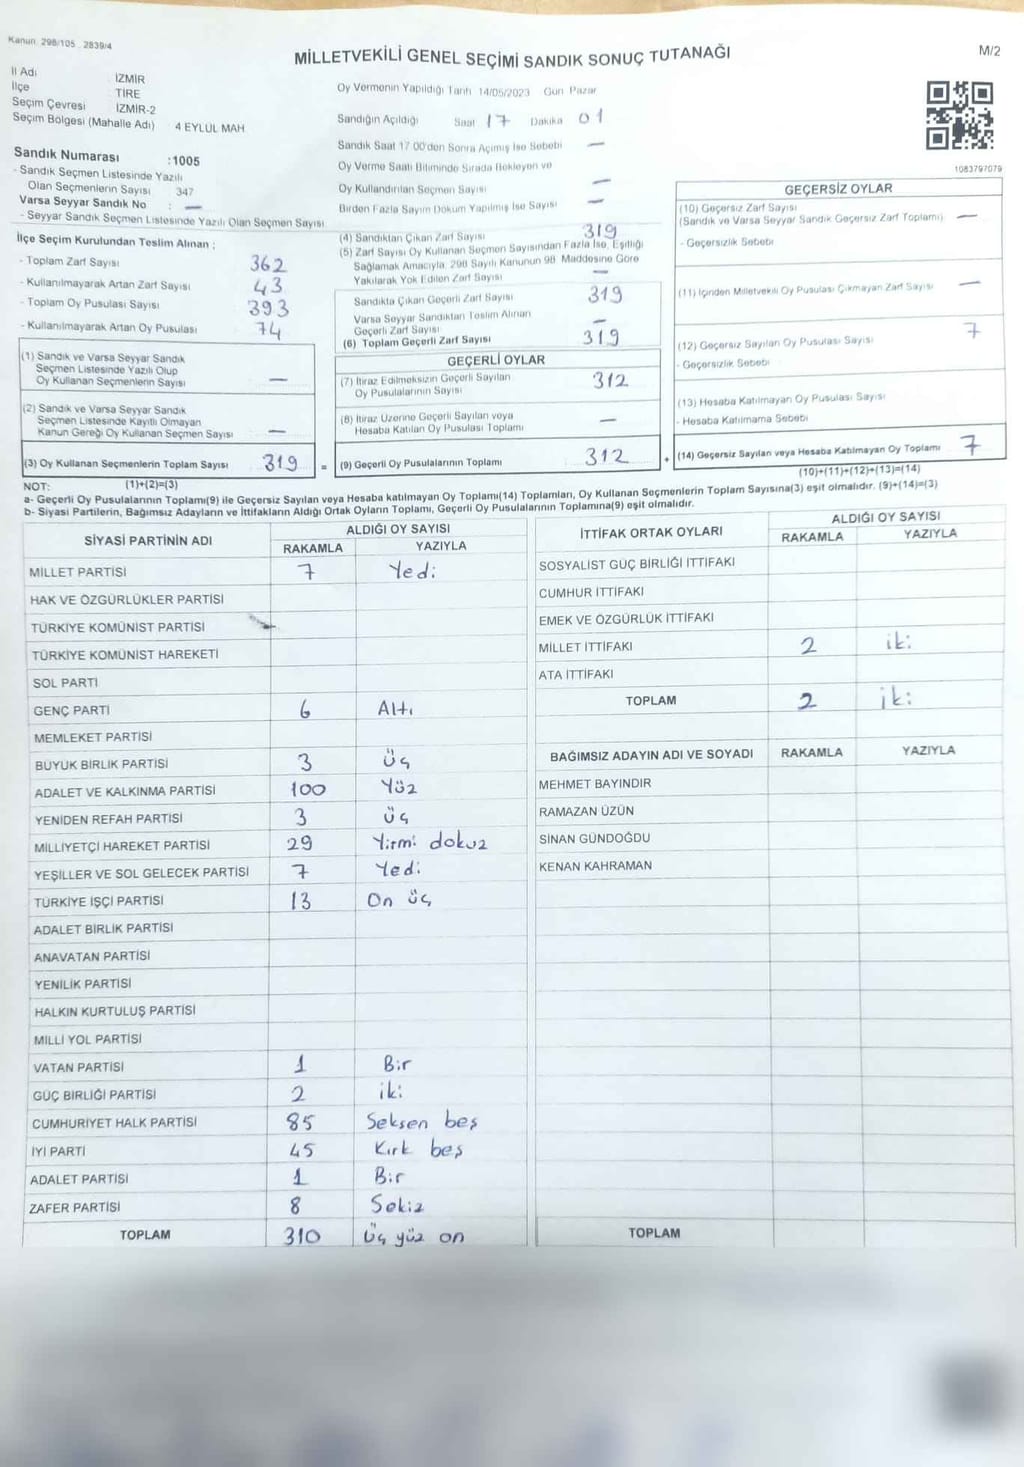 Kanun 298/105 2839/4
MİLLETVEKİLİ GENEL SEÇİMİ SANDIK SONUÇ TUTANAĞI
M/2
İl Adı İZMİR
İlçe TİRE
Seçim Çevresi İZMİR-2
Seçim Bölgesi (Mahalle Adı) 4 EYLÜL MAH
Sandık Numarası :1005
- Sandık Seçmen Listesinde Yazılı
Olan Seçmenlerin Sayısı 347
Varsa Seyyar Sandık No : —
- Seyyar Sandık Seçmen Listesinde Yazılı Olan Seçmen Sayısı
Oy Vermenin Yapıldığı Tarih 14/05/2023 Gün Pazar
Sandığın Açıldığı Saat 17 Dakika 01
Sandık Saat 17 00'den Sonra Açımış İse Sebebi —
Oy Verme Saati Bitiminde Sırada Bekleyen ve
Oy Kullandırılan Seçmen Sayısı —
Birden Fazla Sayım Döküm Yapılmış İse Sayısı —
1083797079
İlçe Seçim Kurulundan Teslim Alınan ;
- Toplam Zarf Sayısı 362
- Kullanılmayarak Artan Zarf Sayısı 43
- Toplam Oy Pusulası Sayısı 393
- Kullanılmayarak Artan Oy Pusulası 74
(1) Sandık ve Varsa Seyyar Sandık
Seçmen Listesinde Yazılı Olup
Oy Kullanan Seçmenlerin Sayısı —
(2) Sandık ve Varsa Seyyar Sandık
Seçmen Listesinde Kayıtlı Olmayan
Kanun Gereği Oy Kullanan Seçmen Sayısı —
(3) Oy Kullanan Seçmenlerin Toplam Sayısı 319 =
(4) Sandıktan Çıkan Zarf Sayısı 319
(5) Zarf Sayısı Oy Kullanan Seçmen Sayısından Fazla İse, Eşitliği
Sağlamak Amacıyla 298 Sayılı Kanunun 98 Maddesine Göre
Yakılarak Yok Edilen Zarf Sayısı —
Sandıkta Çıkan Geçerli Zarf Sayısı 319
Varsa Seyyar Sandıktan Teslim Alınan
Geçerli Zarf Sayısı —
(6) Toplam Geçerli Zarf Sayısı 319
GEÇERLİ OYLAR
(7) İtiraz Edilmeksizin Geçerli Sayılan
Oy Pusulalarının Sayısı 312
(8) İtiraz Üzerine Geçerli Sayılan veya
Hesaba Katılan Oy Pusulası Toplamı —
(9) Geçerli Oy Pusulalarının Toplamı 312 +
GEÇERSİZ OYLAR
(10) Geçersiz Zarf Sayısı
(Sandık ve Varsa Seyyar Sandık Geçersiz Zarf Toplamı) —
- Geçersizlik Sebebi
(11) İçinden Milletvekili Oy Pusulası Çıkmayan Zarf Sayısı —
(12) Geçersiz Sayılan Oy Pusulası Sayısı 7
- Geçersizlik Sebebi
(13) Hesaba Katılmayan Oy Pusulası Sayısı
- Hesaba Katılmama Sebebi
(14) Geçersiz Sayılan veya Hesaba Katılmayan Oy Toplamı 7
(10)+(11)+(12)+(13)=(14)
NOT: (1)+(2)=(3)
a- Geçerli Oy Pusulalarının Toplamı(9) ile Geçersiz Sayılan veya Hesaba katılmayan Oy Toplamı(14) Toplamları, Oy Kullanan Seçmenlerin Toplam Sayısına(3) eşit olmalıdır. (9)+(14)=(3)
b- Siyasi Partilerin, Bağımsız Adayların ve İttifakların Aldığı Ortak Oyların Toplamı, Geçerli Oy Pusulalarının Toplamına(9) eşit olmalıdır.
SİYASİ PARTİNİN ADI ALDIĞI OY SAYISI
RAKAMLA YAZIYLA
MİLLET PARTİSİ 7 Yedi
HAK VE ÖZGÜRLÜKLER PARTİSİ
TÜRKİYE KOMÜNİST PARTİSİ
TÜRKİYE KOMÜNİST HAREKETİ
SOL PARTİ
GENÇ PARTİ 6 Altı
MEMLEKET PARTİSİ
BÜYÜK BİRLİK PARTİSİ 3 Üç
ADALET VE KALKINMA PARTİSİ 100 Yüz
YENİDEN REFAH PARTİSİ 3 Üç
MİLLİYETÇİ HAREKET PARTİSİ 29 Yirmi dokuz
YEŞİLLER VE SOL GELECEK PARTİSİ 7 Yedi
TÜRKİYE İŞÇİ PARTİSİ 13 On üç
ADALET BİRLİK PARTİSİ
ANAVATAN PARTİSİ
YENİLİK PARTİSİ
HALKIN KURTULUŞ PARTİSİ
MİLLİ YOL PARTİSİ
VATAN PARTİSİ 1 Bir
GÜÇ BİRLİĞİ PARTİSİ 2 iki
CUMHURİYET HALK PARTİSİ 85 Seksen beş
İYİ PARTİ 45 Kırk beş
ADALET PARTİSİ 1 Bir
ZAFER PARTİSİ 8 Sekiz
TOPLAM 310 Üç yüz on
İTTİFAK ORTAK OYLARI ALDIĞI OY SAYISI
RAKAMLA YAZIYLA
SOSYALİST GÜÇ BİRLİĞİ İTTİFAKI
CUMHUR İTTİFAKI
EMEK VE ÖZGÜRLÜK İTTİFAKI
MİLLET İTTİFAKI 2 iki
ATA İTTİFAKI
TOPLAM 2 iki
BAĞIMSIZ ADAYIN ADI VE SOYADI RAKAMLA YAZIYLA
MEHMET BAYINDIR
RAMAZAN ÜZÜN
SİNAN GÜNDOĞDU
KENAN KAHRAMAN
TOPLAM